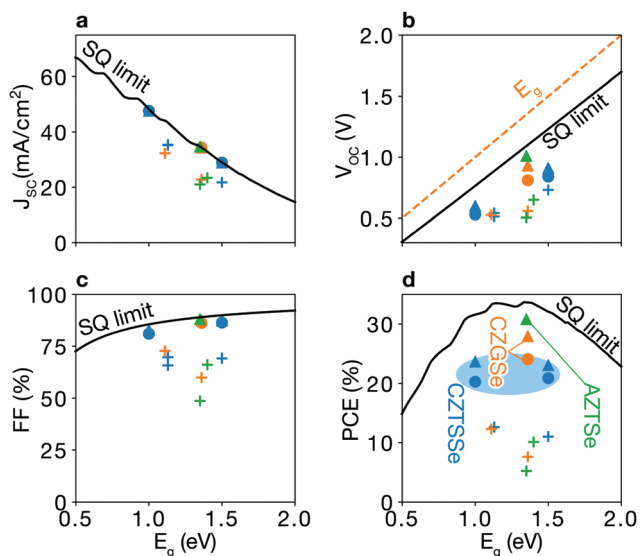 a
60
40
20
0
J_SC(mA/cm²)
SQ limit
b
2.0
1.5
1.0
0.5
V_OC (V)
E_g
SQ limit
c
100
75
50
25
0
FF (%)
SQ limit
0.5
1.0
1.5
2.0
E_g (eV)
d
30
20
10
0
PCE (%)
SQ limit
CZTSSe
CZGSe
AZTSe
0.5
1.0
1.5
2.0
E_g (eV)